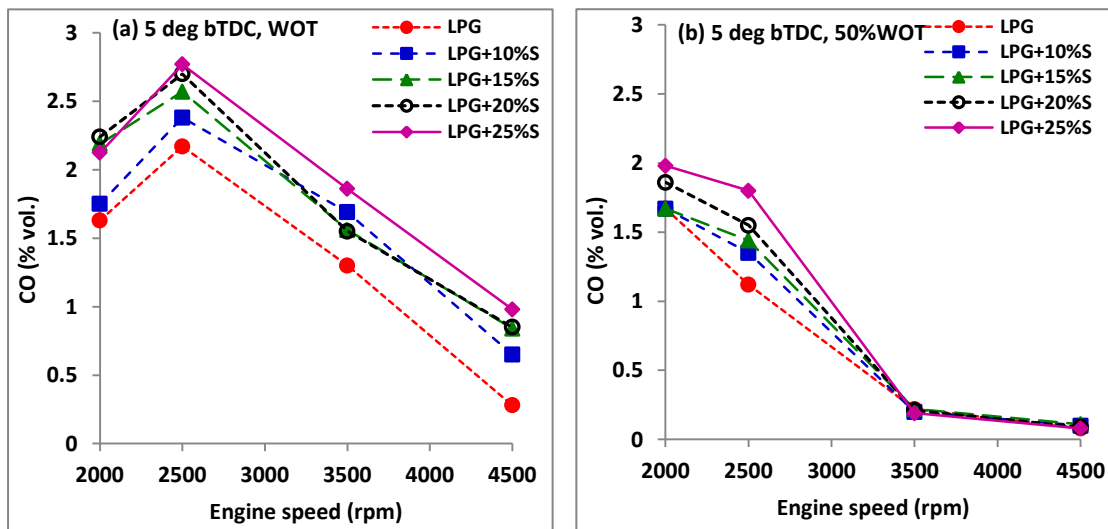 (a) 5 deg bTDC, WOT
LPG
LPG+10%S
LPG+15%S
LPG+20%S
LPG+25%S
3
2.5
2
1.5
1
0.5
0
CO (% vol.)
2000 2500 3000 3500 4000 4500
Engine speed (rpm)
(b) 5 deg bTDC, 50%WOT
LPG
LPG+10%S
LPG+15%S
LPG+20%S
LPG+25%S
3
2.5
2
1.5
1
0.5
0
CO (% vol.)
2000 2500 3000 3500 4000 4500
Engine speed (rpm)